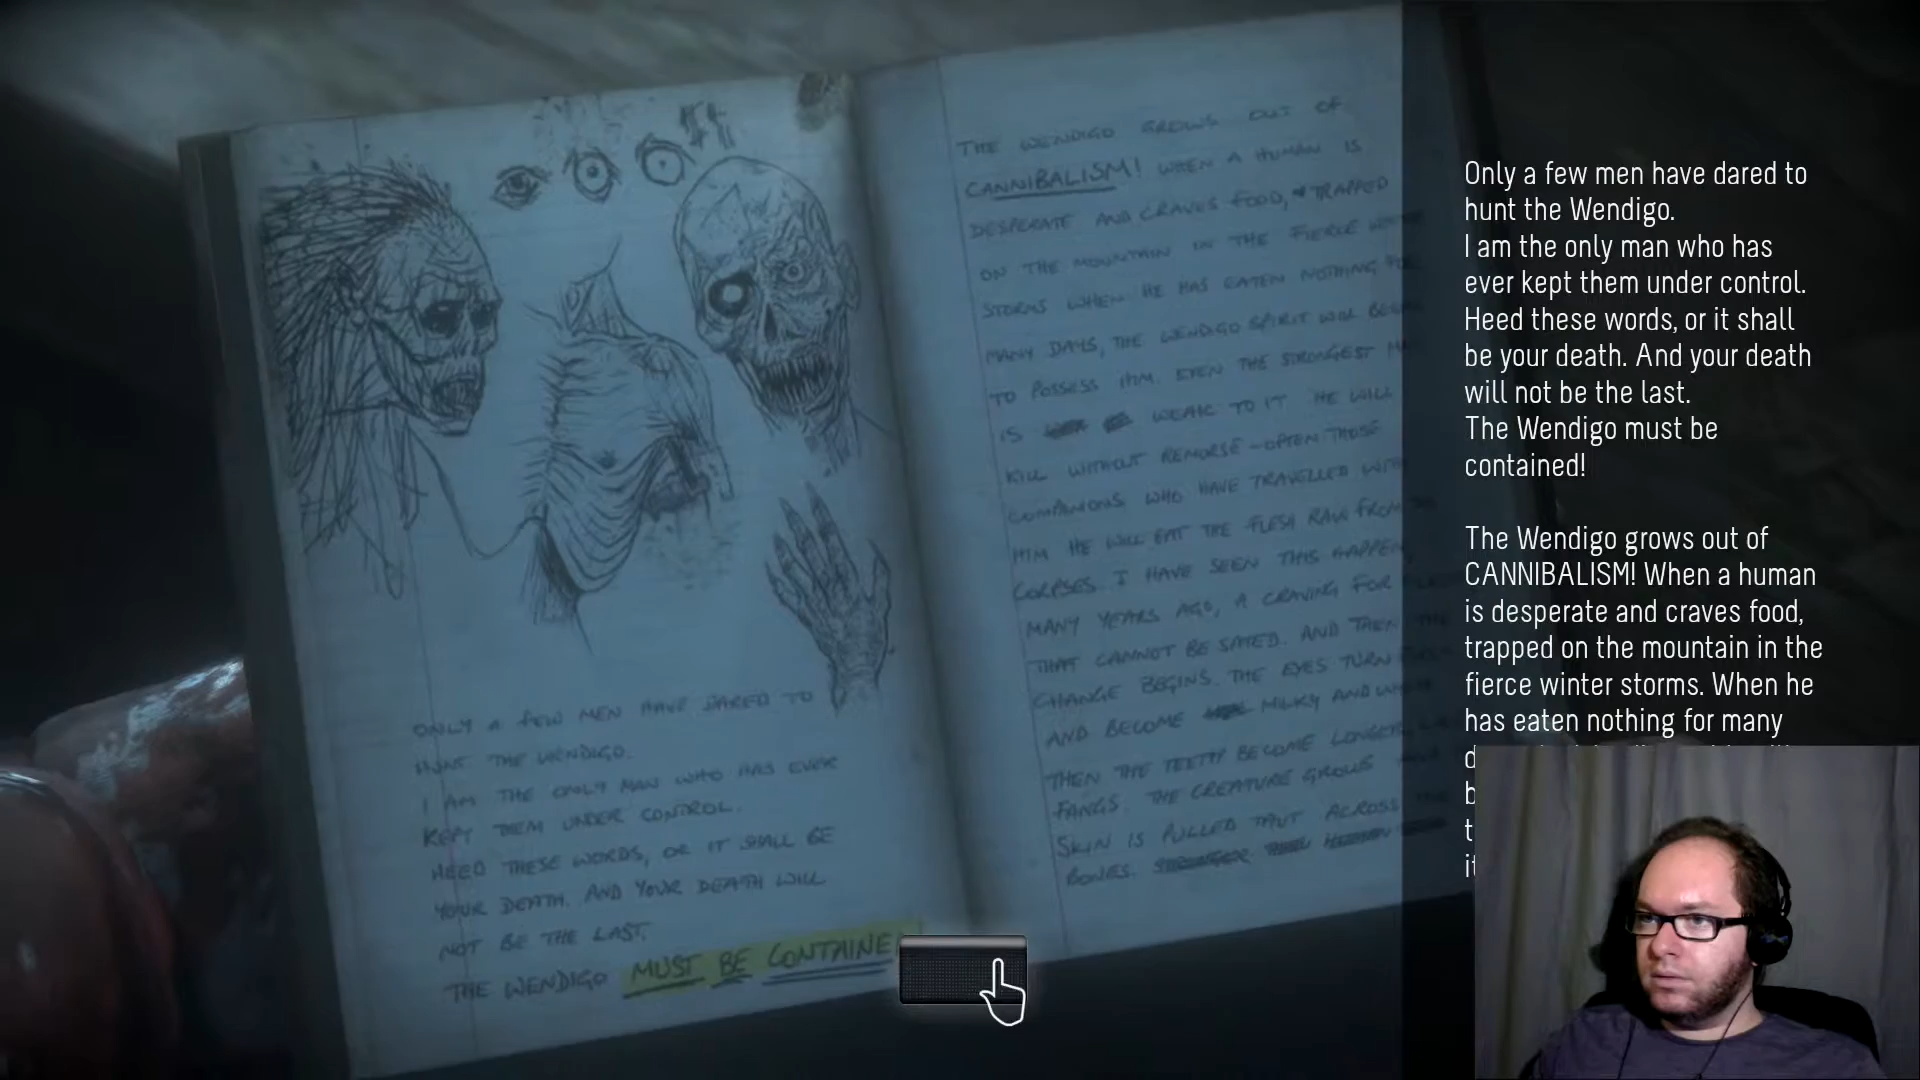 ONLY A FEW MEN HAVE DARED TO
HUNT THE WENDIGO.
I AM THE ONLY MAN WHO HAS EVER
KEPT THEM UNDER CONTROL.
HEED THESE WORDS, OR IT SHALL BE
YOUR DEATH. AND YOUR DEATH WILL
NOT BE THE LAST.
THE WENDIGO MUST BE CONTAINE
THE WENDIGO GROWS OUT OF
CANNIBALISM! WHEN A HUMAN IS
DESPERATE AND CRAVES FOOD, & TRAPPED
ON THE MOUNTAIN IN THE FIERCE
STORMS WHEN HE HAS EATEN NOTHING
MANY DAYS, THE WENDIGO SPIRIT WILL
TO POSSESS HIM. EVEN THE STRONGEST
IS WEAK TO IT HE WILL
KILL WITHOUT REMORSE - OFTEN THOSE
COMPANIONS WHO HAVE TRAVELLED WITH
HIM HE WILL EAT THE FLESH RAW FROM
CORPSES. I HAVE SEEN THIS HAPPEN
MANY YEARS AGO, A CRAVING FOR
THAT CANNOT BE SATED. AND THEN
CHANGE BEGINS. THE EYES TURN
AND BECOME MILKY AND
THEN THE TEETH BECOME LONGER,
FANGS. THE CREATURE GROWS
SKIN IS PULLED TAUT ACROSS
BONES.
Only a few men have dared to
hunt the Wendigo.
I am the only man who has
ever kept them under control.
Heed these words, or it shall
be your death. And your death
will not be the last.
The Wendigo must be
contained!
The Wendigo grows out of
CANNIBALISM! When a human
is desperate and craves food,
trapped on the mountain in the
fierce winter storms. When he
has eaten nothing for many